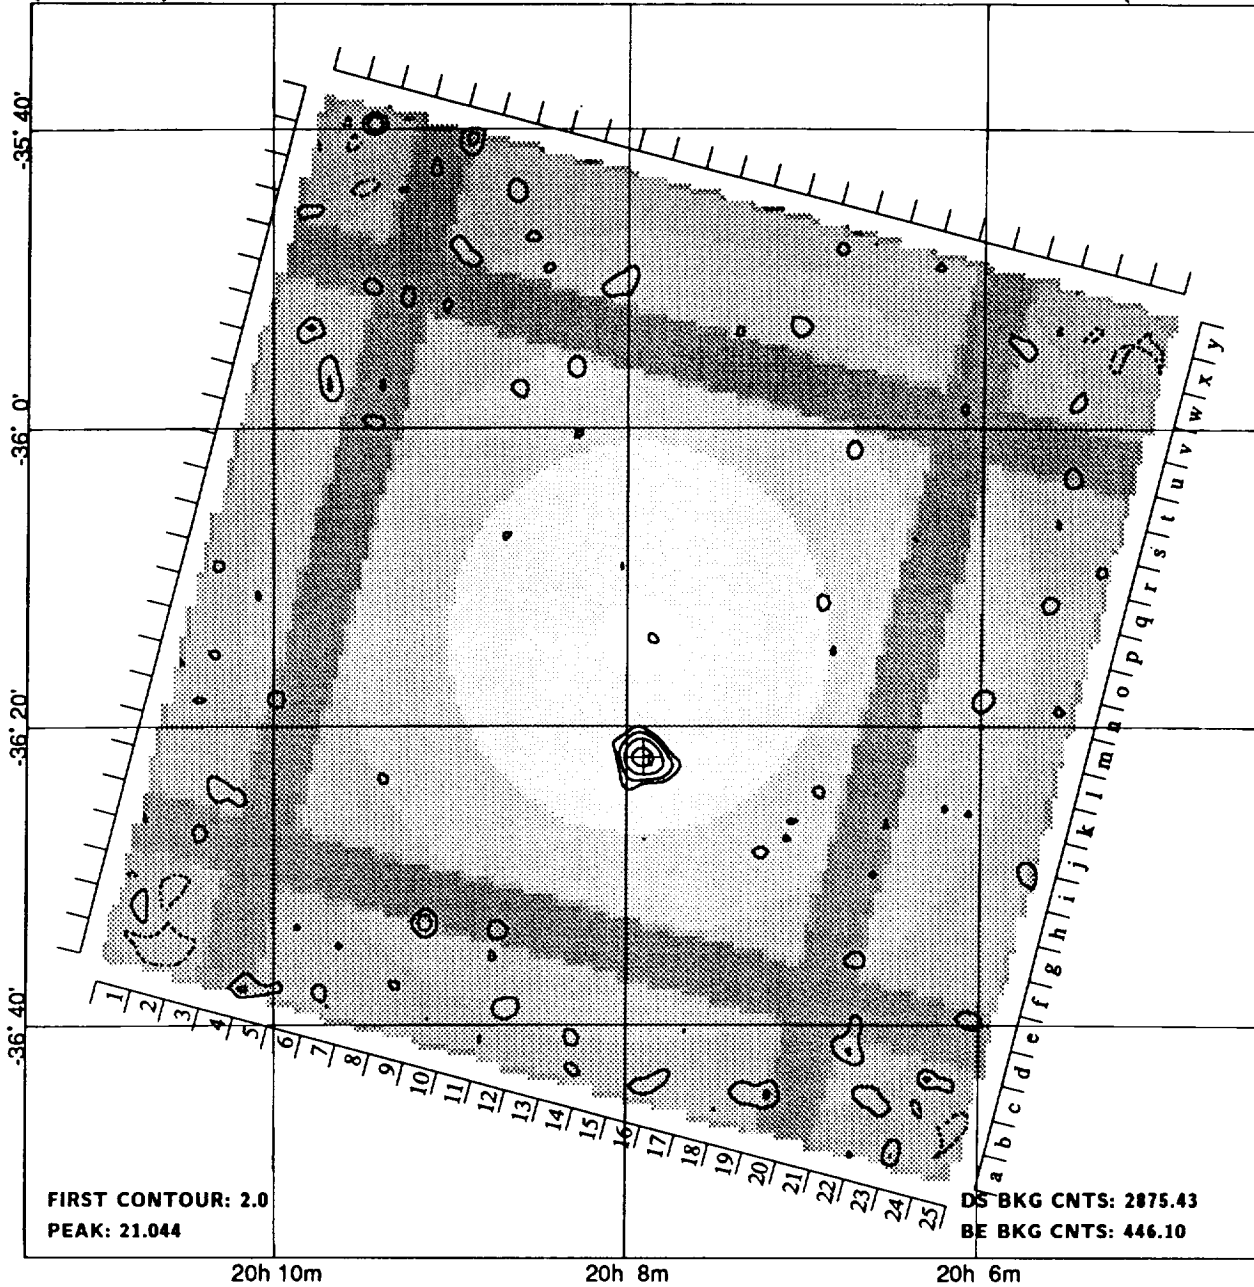 -35° 40'
-36° 0'
-36° 20'
-36° 40'
y
x
w
v
u
t
s
r
q
p
o
n
m
l
k
j
i
h
g
f
e
d
c
b
a
1 2 3 4 5 6 7 8 9 10 11 12 13 14 15 16 17 18 19 20 21 22 23 24 25
FIRST CONTOUR: 2.0
PEAK: 21.044
DS BKG CNTS: 2875.43
BE BKG CNTS: 446.10
20h 10m 20h 8m 20h 6m